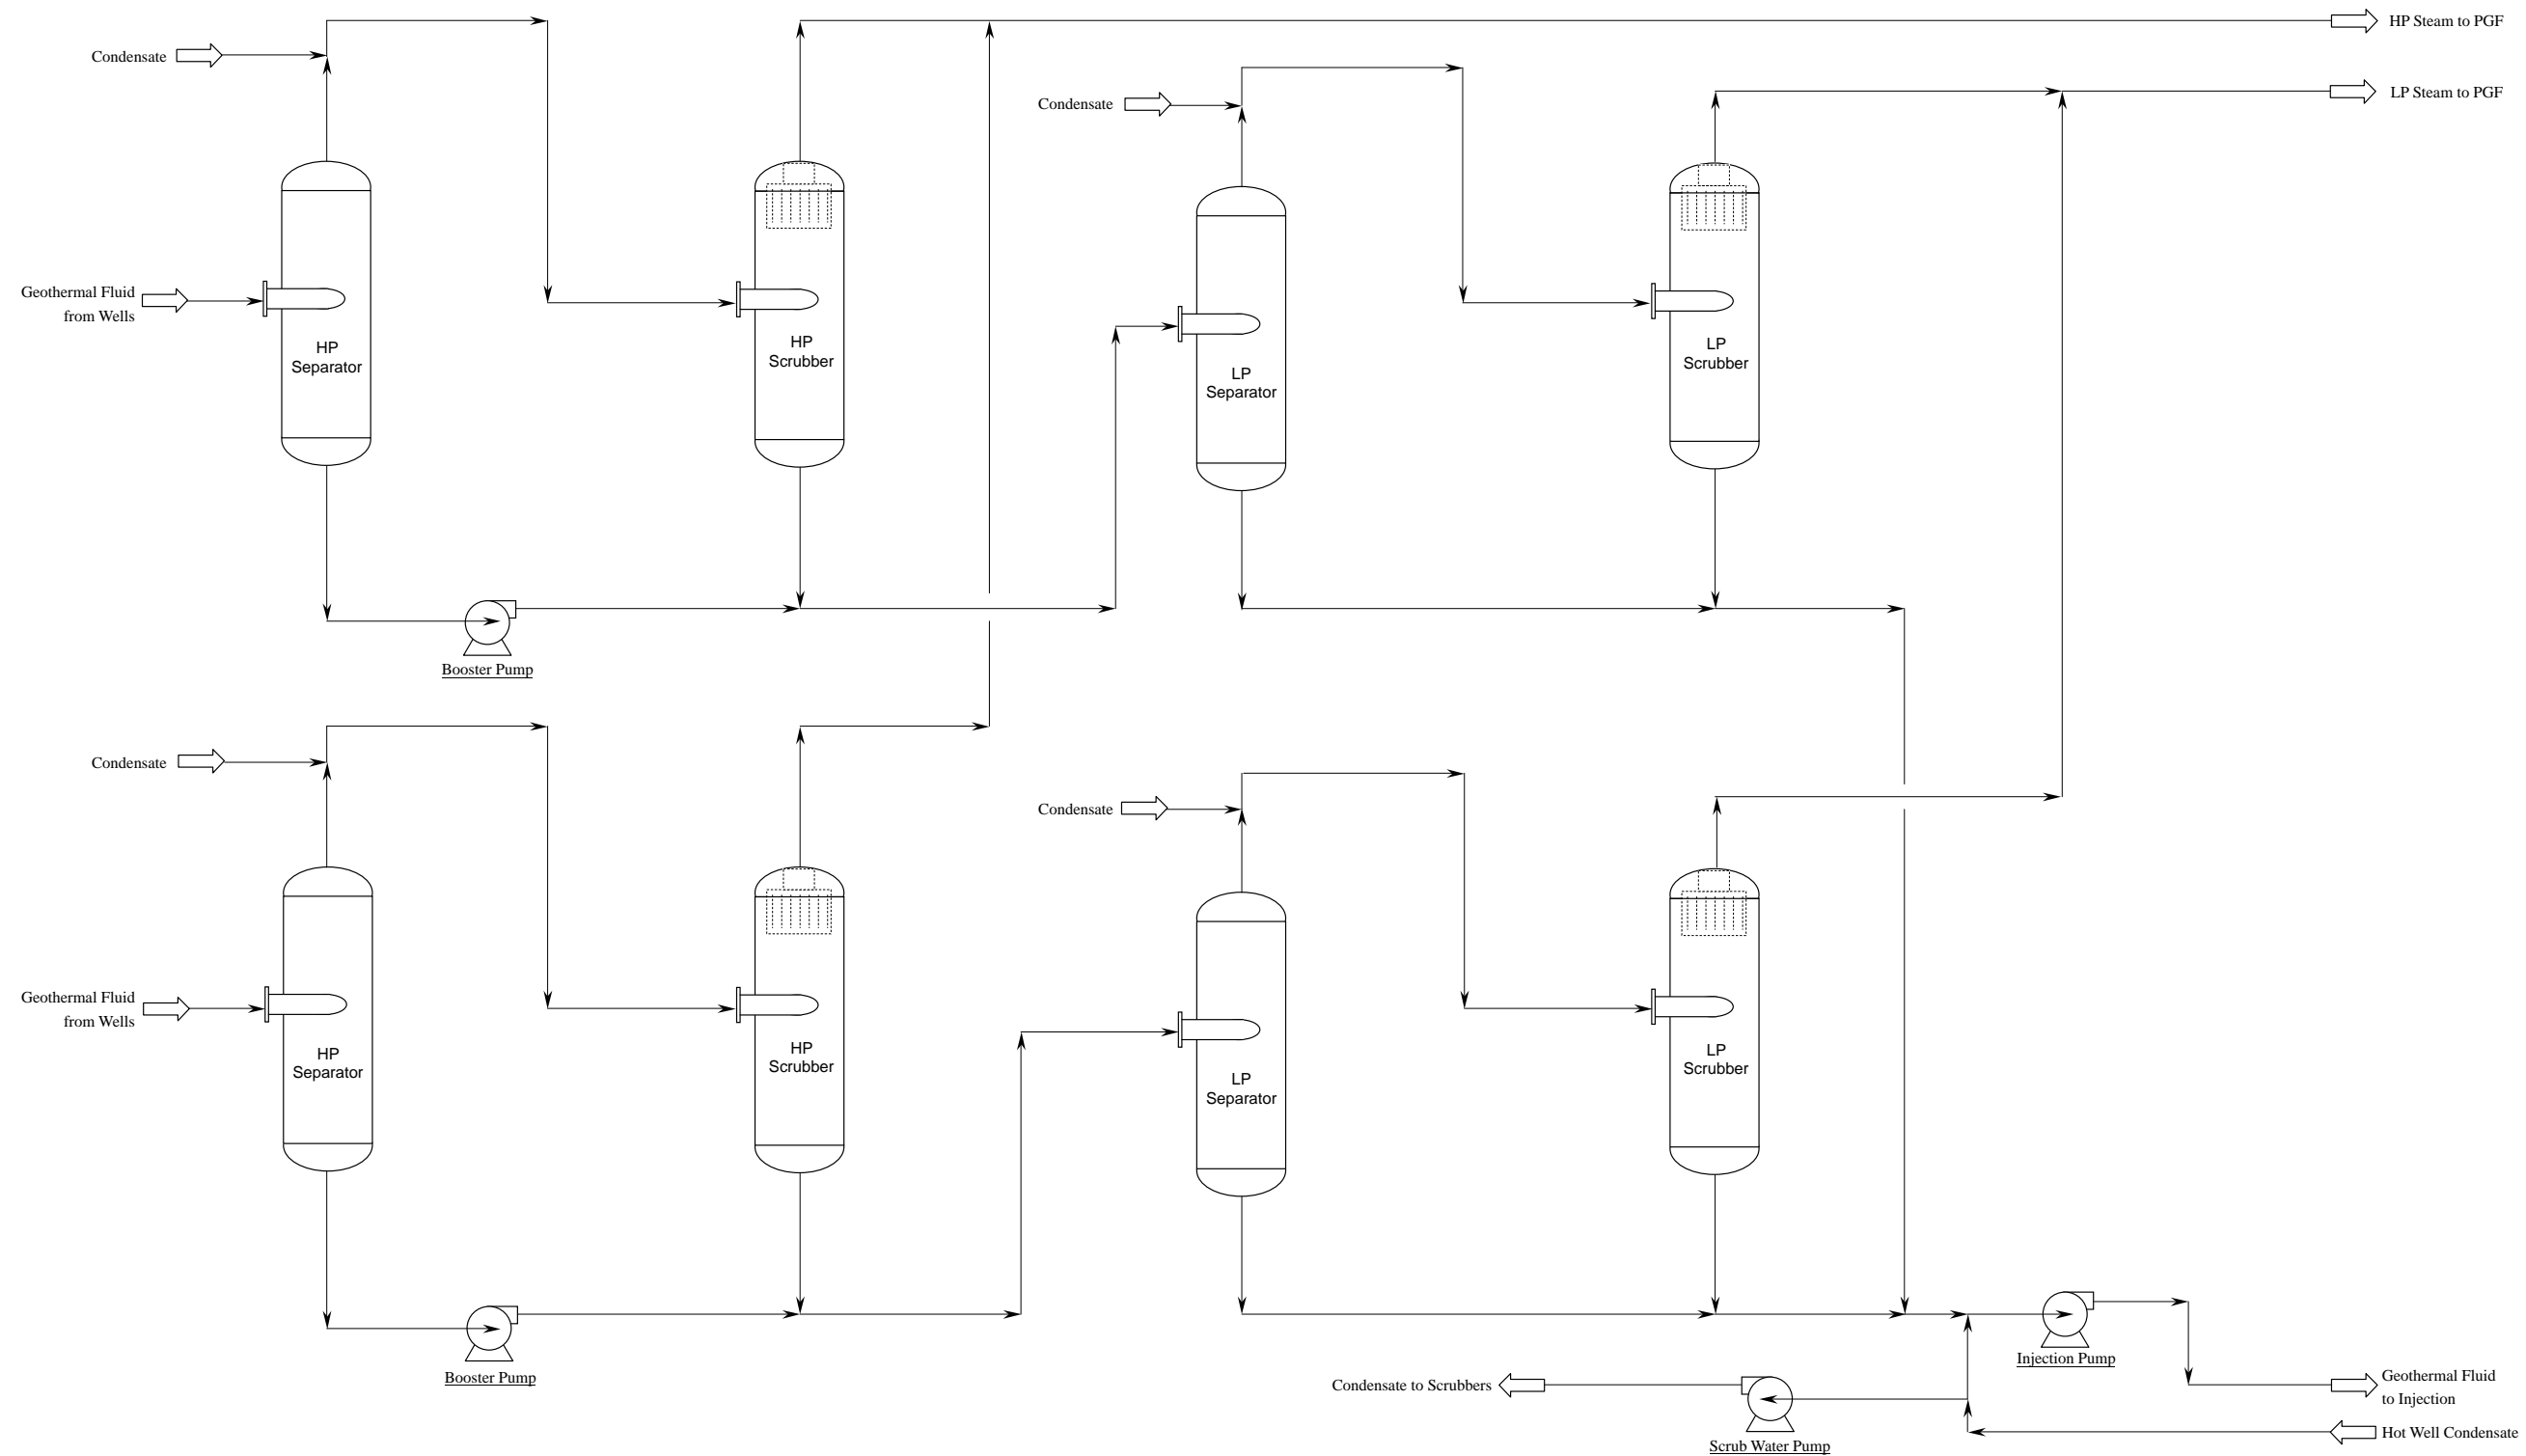 HP Steam to PGF
Condensate
LP Steam to PGF
Condensate
Geothermal Fluid
from Wells
HP
Separator
HP
Scrubber
LP
Separator
LP
Scrubber
Booster Pump
Condensate
Condensate
Geothermal Fluid
from Wells
HP
Separator
HP
Scrubber
LP
Separator
LP
Scrubber
Booster Pump
Injection Pump
Condensate to Scrubbers
Geothermal Fluid
to Injection
Hot Well Condensate
Scrub Water Pump